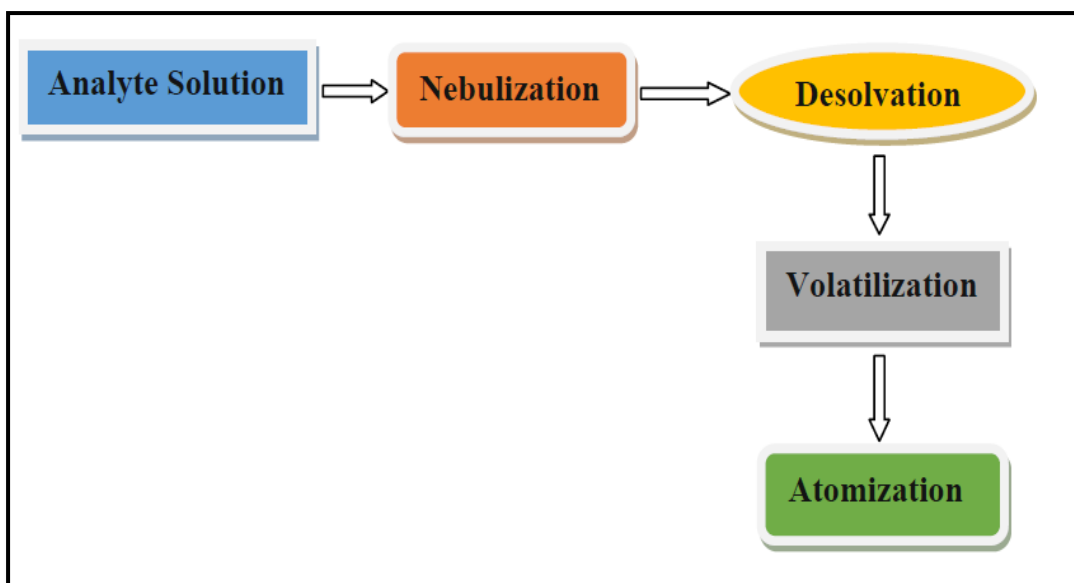 Analyte Solution
Nebulization
Desolvation
Volatilization
Atomization